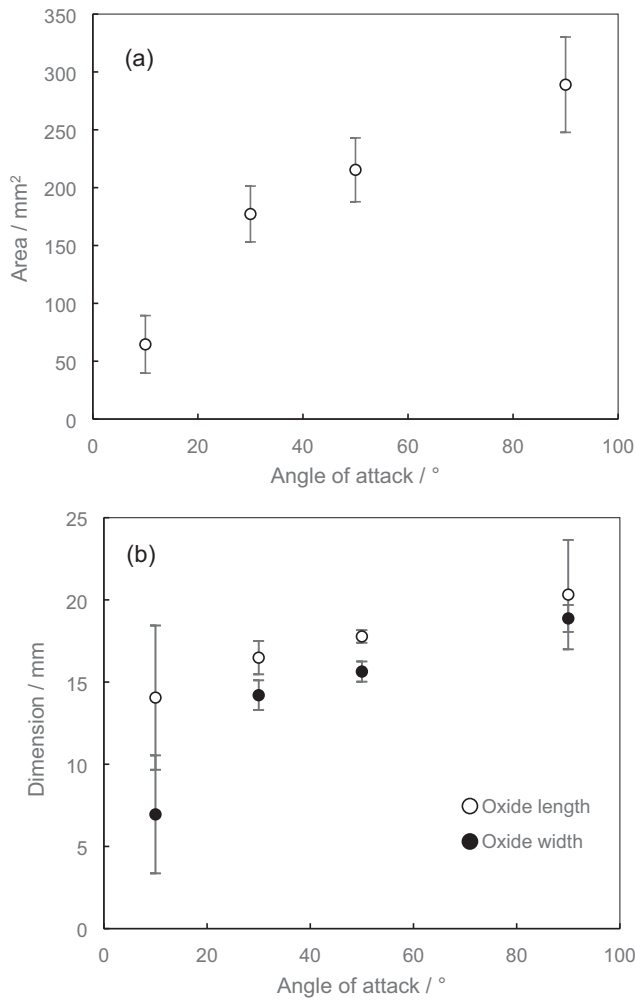 350
300
250
200
150
100
50
0
(a)
Area / mm²
0 20 40 60 80 100
Angle of attack / °
25
20
15
10
5
0
(b)
Dimension / mm
Oxide length
Oxide width
0 20 40 60 80 100
Angle of attack / °